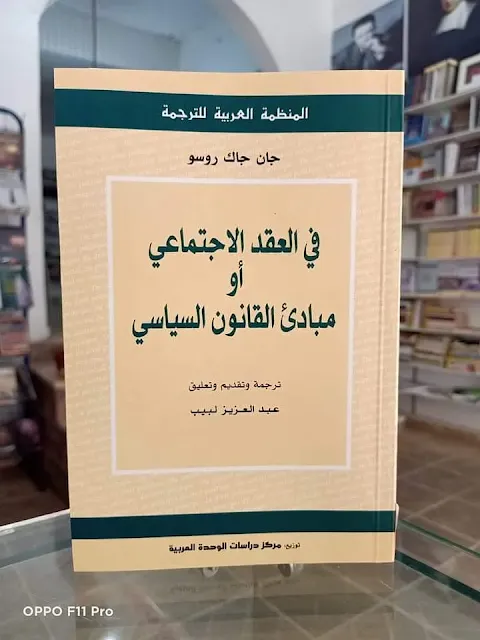 المنظمة العربية للترجمة
جان جاك روسو
في العقد الاجتماعي
أو
مبادئ القانون السياسي
ترجمة وتقديم وتعليق
عبد العزيز لبيب
توزيع: مركز دراسات الوحدة العربية
OPPO F11 Pro